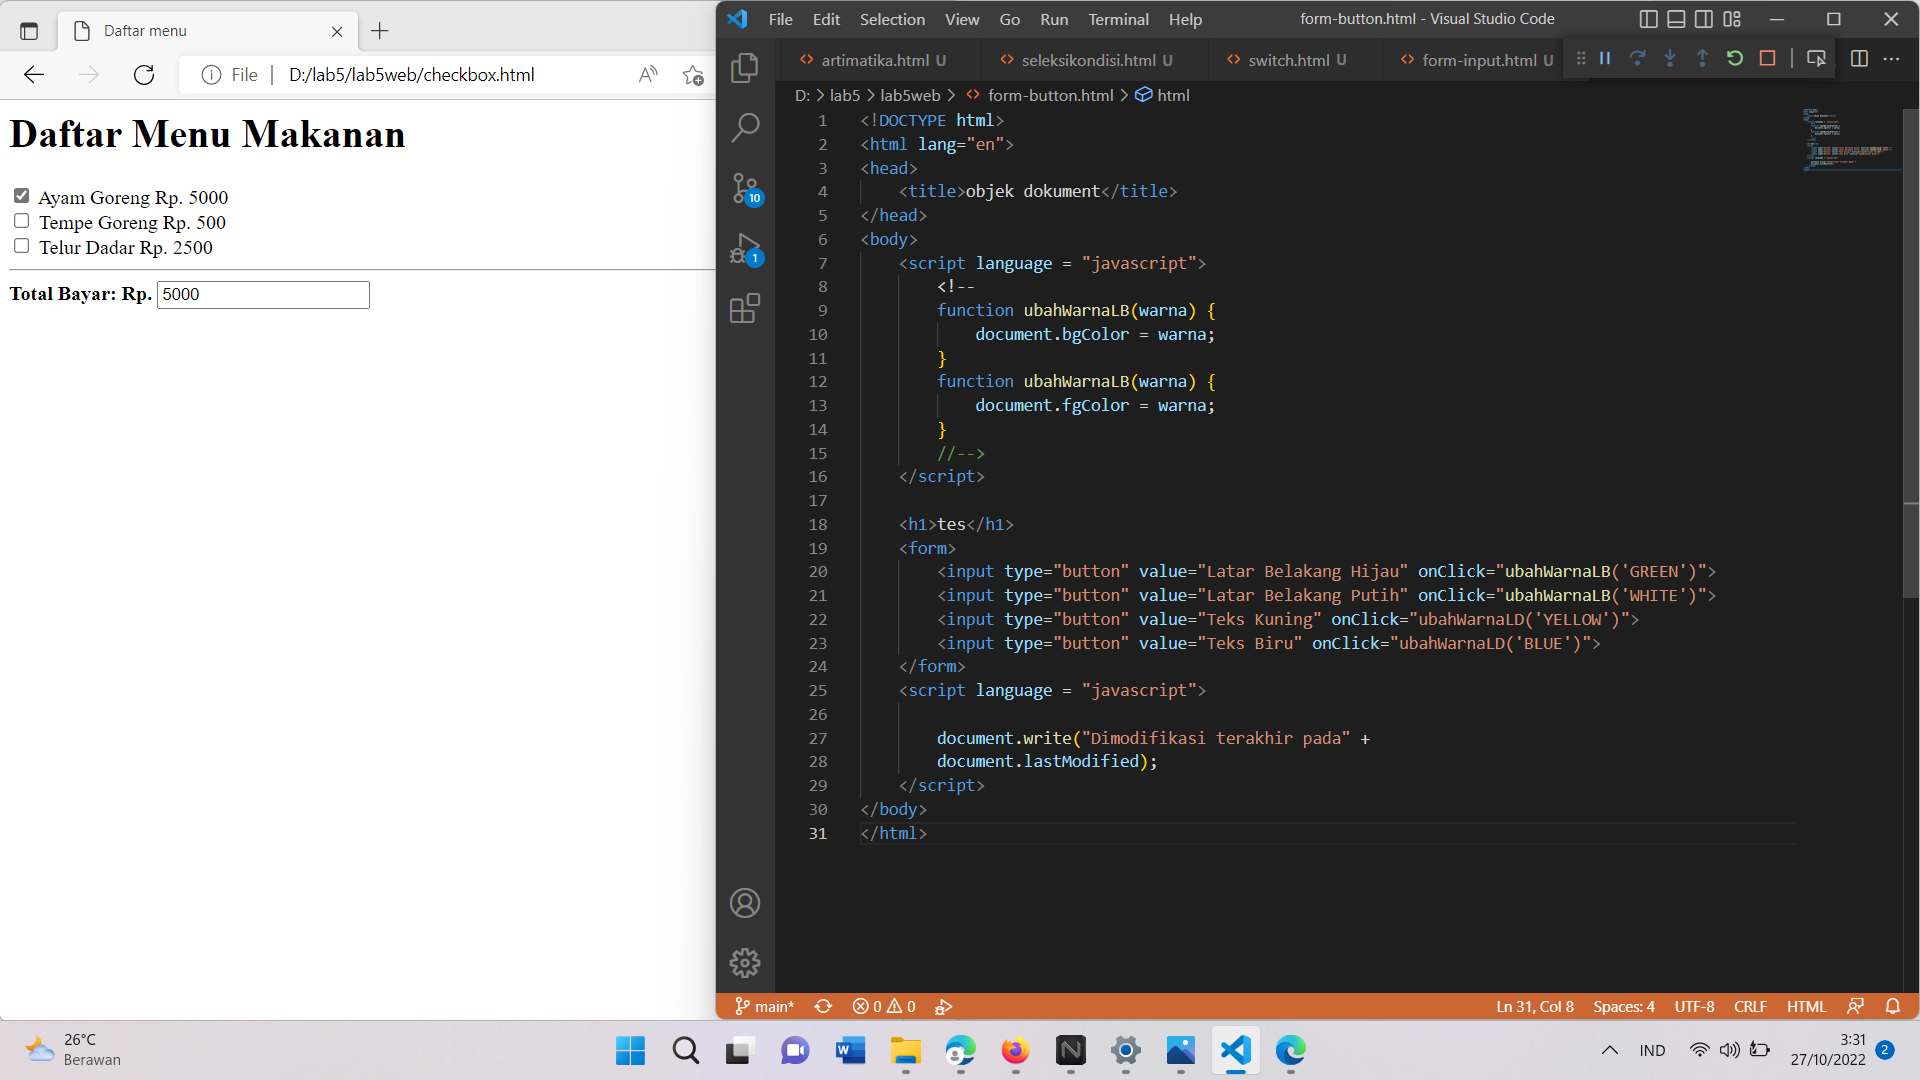 Daftar menu
File
D:/lab5/lab5web/checkbox.html
Daftar Menu Makanan
Ayam Goreng Rp. 5000
Tempe Goreng Rp. 500
Telur Dadar Rp. 2500
Total Bayar: Rp. 5000
File Edit Selection View Go Run Terminal Help
form-button.html - Visual Studio Code
artimatika.html U
seleksikondisi.html U
switch.html U
form-input.html U
D: > lab5 > lab5web > form-button.html > html
10
1
1 <!DOCTYPE html>
2 <html lang="en">
3 <head>
4 <title>objek dokument</title>
5 </head>
6 <body>
7 <script language = "javascript">
8 <!--
9 function ubahWarnaLB(warna) {
10 document.bgColor = warna;
11 }
12 function ubahWarnaLB(warna) {
13 document.fgColor = warna;
14 }
15 //-->
16 </script>
17
18 <h1>tes</h1>
19 <form>
20 <input type="button" value="Latar Belakang Hijau" onClick="ubahWarnaLB('GREEN')">
21 <input type="button" value="Latar Belakang Putih" onClick="ubahWarnaLB('WHITE')">
22 <input type="button" value="Teks Kuning" onClick="ubahWarnaLD('YELLOW')">
23 <input type="button" value="Teks Biru" onClick="ubahWarnaLD('BLUE')">
24 </form>
25 <script language = "javascript">
26
27 document.write("Dimodifikasi terakhir pada" +
28 document.lastModified);
29 </script>
30 </body>
31 </html>
main* 0 0
Ln 31, Col 8 Spaces: 4 UTF-8 CRLF HTML
26°C
Berawan
IND
3:31
27/10/2022
2